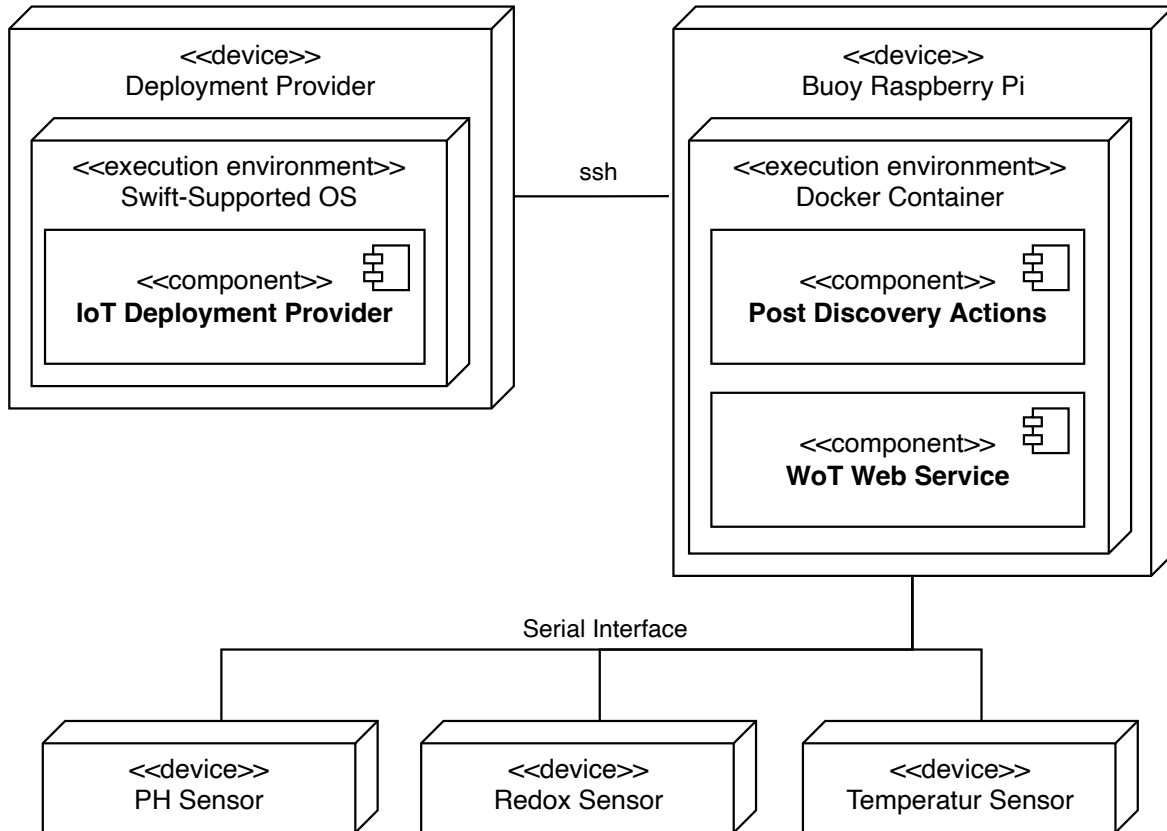 <<device>>
Deployment Provider
<<execution environment>>
Swift-Supported OS
<<component>>
IoT Deployment Provider
ssh
<<device>>
Buoy Raspberry Pi
<<execution environment>>
Docker Container
<<component>>
Post Discovery Actions
<<component>>
WoT Web Service
Serial Interface
<<device>>
PH Sensor
<<device>>
Redox Sensor
<<device>>
Temperatur Sensor